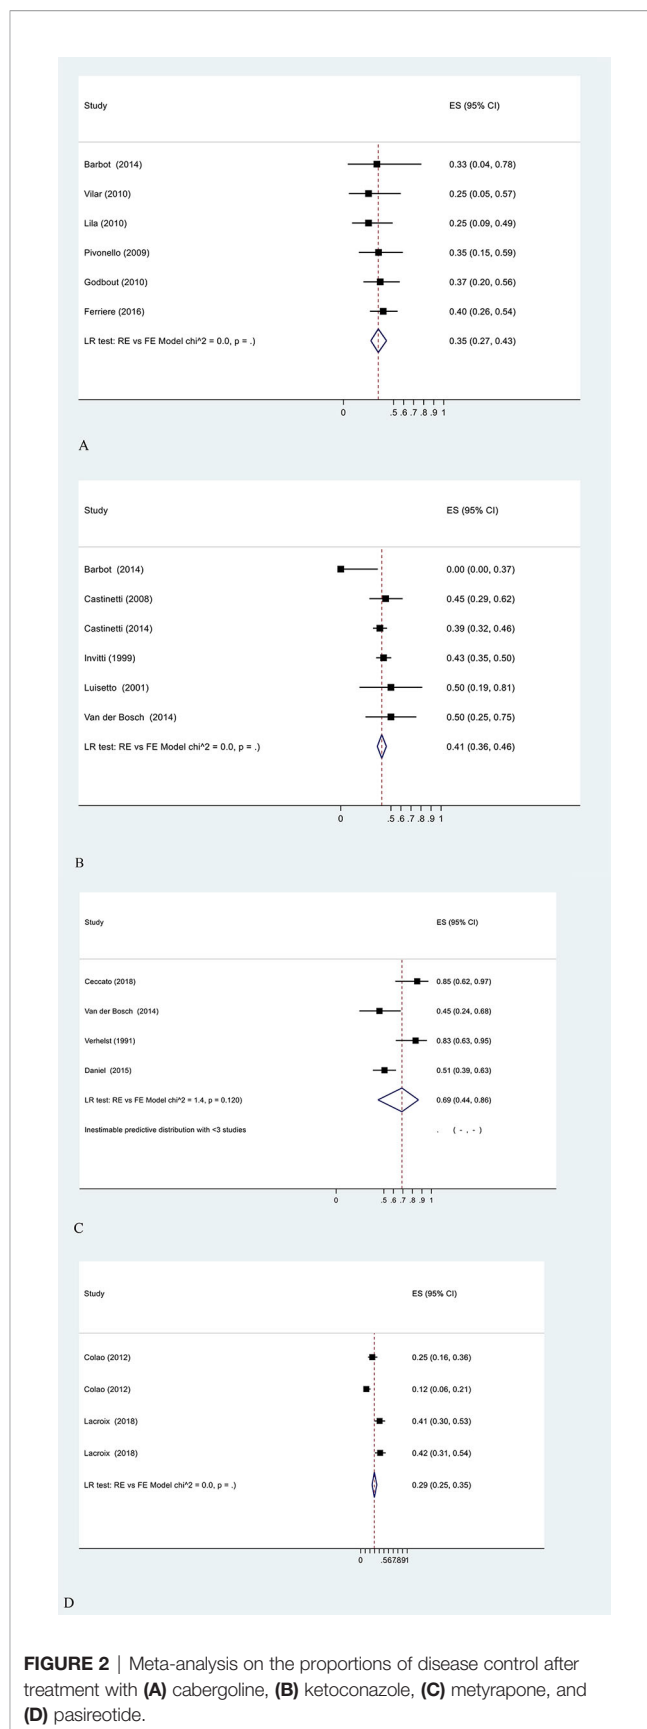 Study ES (95% CI)
Barbot (2014) 0.33 (0.04, 0.78)
Vilar (2010) 0.25 (0.05, 0.57)
Lila (2010) 0.25 (0.09, 0.49)
Pivonello (2009) 0.35 (0.15, 0.59)
Godbout (2010) 0.37 (0.20, 0.56)
Ferriere (2016) 0.40 (0.26, 0.54)
LR test: RE vs FE Model chi^2 = 0.0, p = .) 0.35 (0.27, 0.43)
0 .5 .6 .7 .8 .9 1
A
Study ES (95% CI)
Barbot (2014) 0.00 (0.00, 0.37)
Castinetti (2008) 0.45 (0.29, 0.62)
Castinetti (2014) 0.39 (0.32, 0.46)
Invitti (1999) 0.43 (0.35, 0.50)
Luisetto (2001) 0.50 (0.19, 0.81)
Van der Bosch (2014) 0.50 (0.25, 0.75)
LR test: RE vs FE Model chi^2 = 0.0, p = .) 0.41 (0.36, 0.46)
0 .5 .6 .7 .8 .9 1
B
Study ES (95% CI)
Ceccato (2018) 0.85 (0.62, 0.97)
Van der Bosch (2014) 0.45 (0.24, 0.68)
Verhelst (1991) 0.83 (0.63, 0.95)
Daniel (2015) 0.51 (0.39, 0.63)
LR test: RE vs FE Model chi^2 = 1.4, p = 0.120) 0.69 (0.44, 0.86)
Inestimable predictive distribution with <3 studies . ( - , - )
0 .5 .6 .7 .8 .9 1
C
Study ES (95% CI)
Colao (2012) 0.25 (0.16, 0.36)
Colao (2012) 0.12 (0.06, 0.21)
Lacroix (2018) 0.41 (0.30, 0.53)
Lacroix (2018) 0.42 (0.31, 0.54)
LR test: RE vs FE Model chi^2 = 0.0, p = .) 0.29 (0.25, 0.35)
0 .5.6.7.8.91
D
FIGURE 2 | Meta-analysis on the proportions of disease control after
treatment with (A) cabergoline, (B) ketoconazole, (C) metyrapone, and
(D) pasireotide.